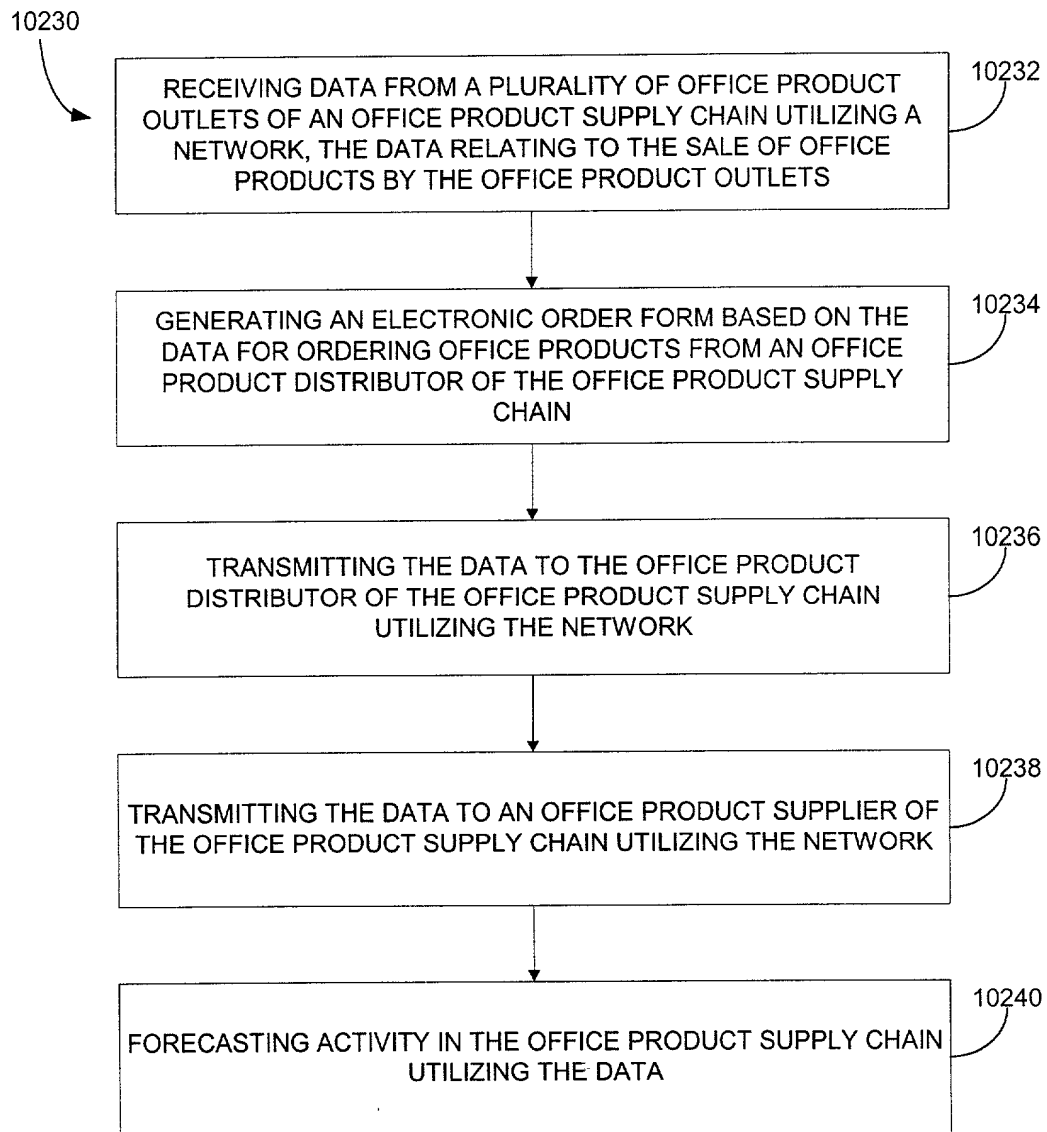 10230
RECEIVING DATA FROM A PLURALITY OF OFFICE PRODUCT
OUTLETS OF AN OFFICE PRODUCT SUPPLY CHAIN UTILIZING A
NETWORK, THE DATA RELATING TO THE SALE OF OFFICE
PRODUCTS BY THE OFFICE PRODUCT OUTLETS
10232
GENERATING AN ELECTRONIC ORDER FORM BASED ON THE
DATA FOR ORDERING OFFICE PRODUCTS FROM AN OFFICE
PRODUCT DISTRIBUTOR OF THE OFFICE PRODUCT SUPPLY
CHAIN
10234
TRANSMITTING THE DATA TO THE OFFICE PRODUCT
DISTRIBUTOR OF THE OFFICE PRODUCT SUPPLY CHAIN
UTILIZING THE NETWORK
10236
TRANSMITTING THE DATA TO AN OFFICE PRODUCT SUPPLIER OF
THE OFFICE PRODUCT SUPPLY CHAIN UTILIZING THE NETWORK
10238
FORECASTING ACTIVITY IN THE OFFICE PRODUCT SUPPLY CHAIN
UTILIZING THE DATA
10240